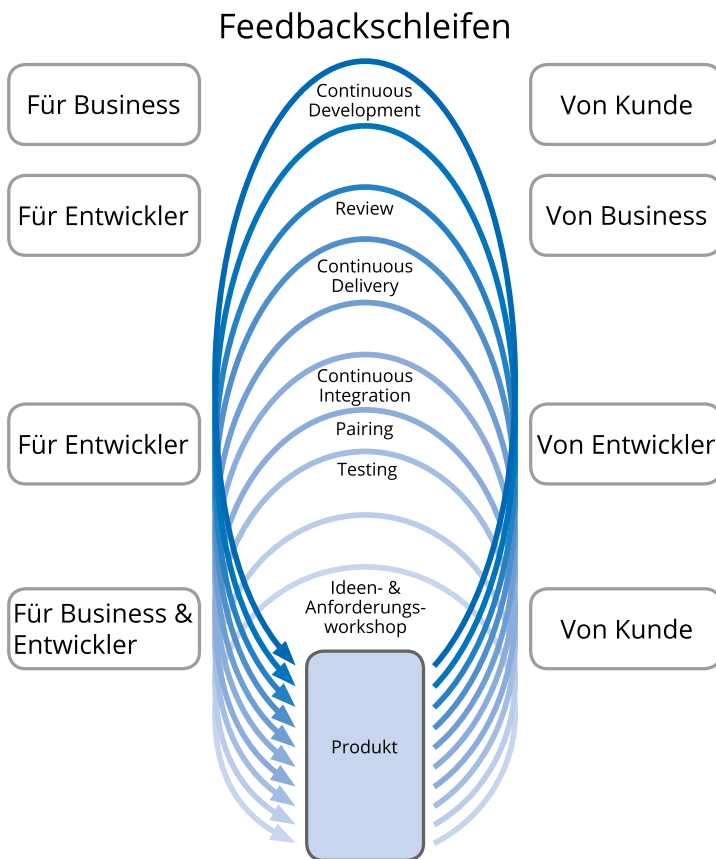 Feedbackschleifen
Für Business
Continuous
Development
Von Kunde
Für Entwickler
Review
Von Business
Continuous
Delivery
Continuous
Integration
Für Entwickler
Pairing
Von Entwickler
Testing
Ideen- &
Anforderungs-
workshop
Für Business &
Entwickler
Von Kunde
Produkt